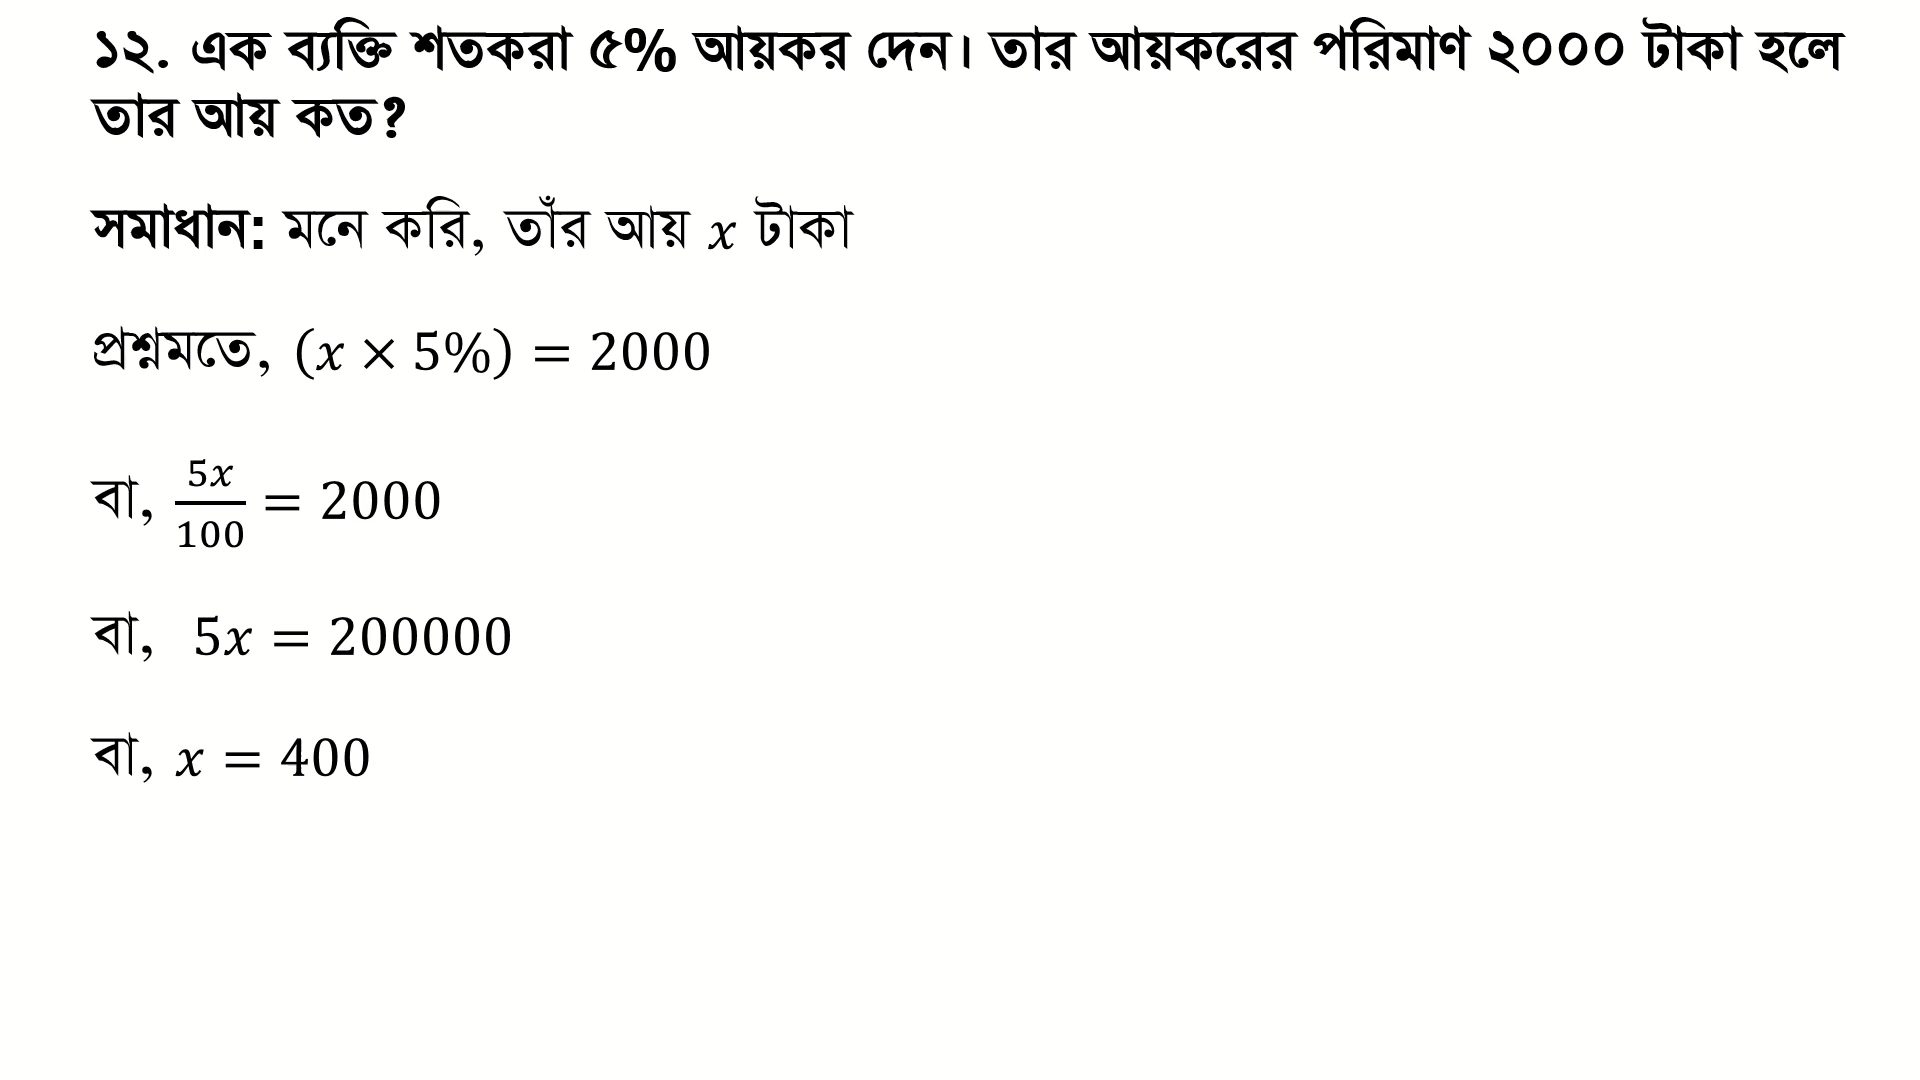 ১২. এক ব্যক্তি শতকরা ৫% আয়কর দেন। তার আয়করের পরিমাণ ২০০০ টাকা হলে
তার আয় কত?
সমাধান: মনে করি, তাঁর আয় x টাকা
প্রশ্নমতে, (x × 5%) = 2000
বা, 5x/100 = 2000
বা, 5x = 200000
বা, x = 400